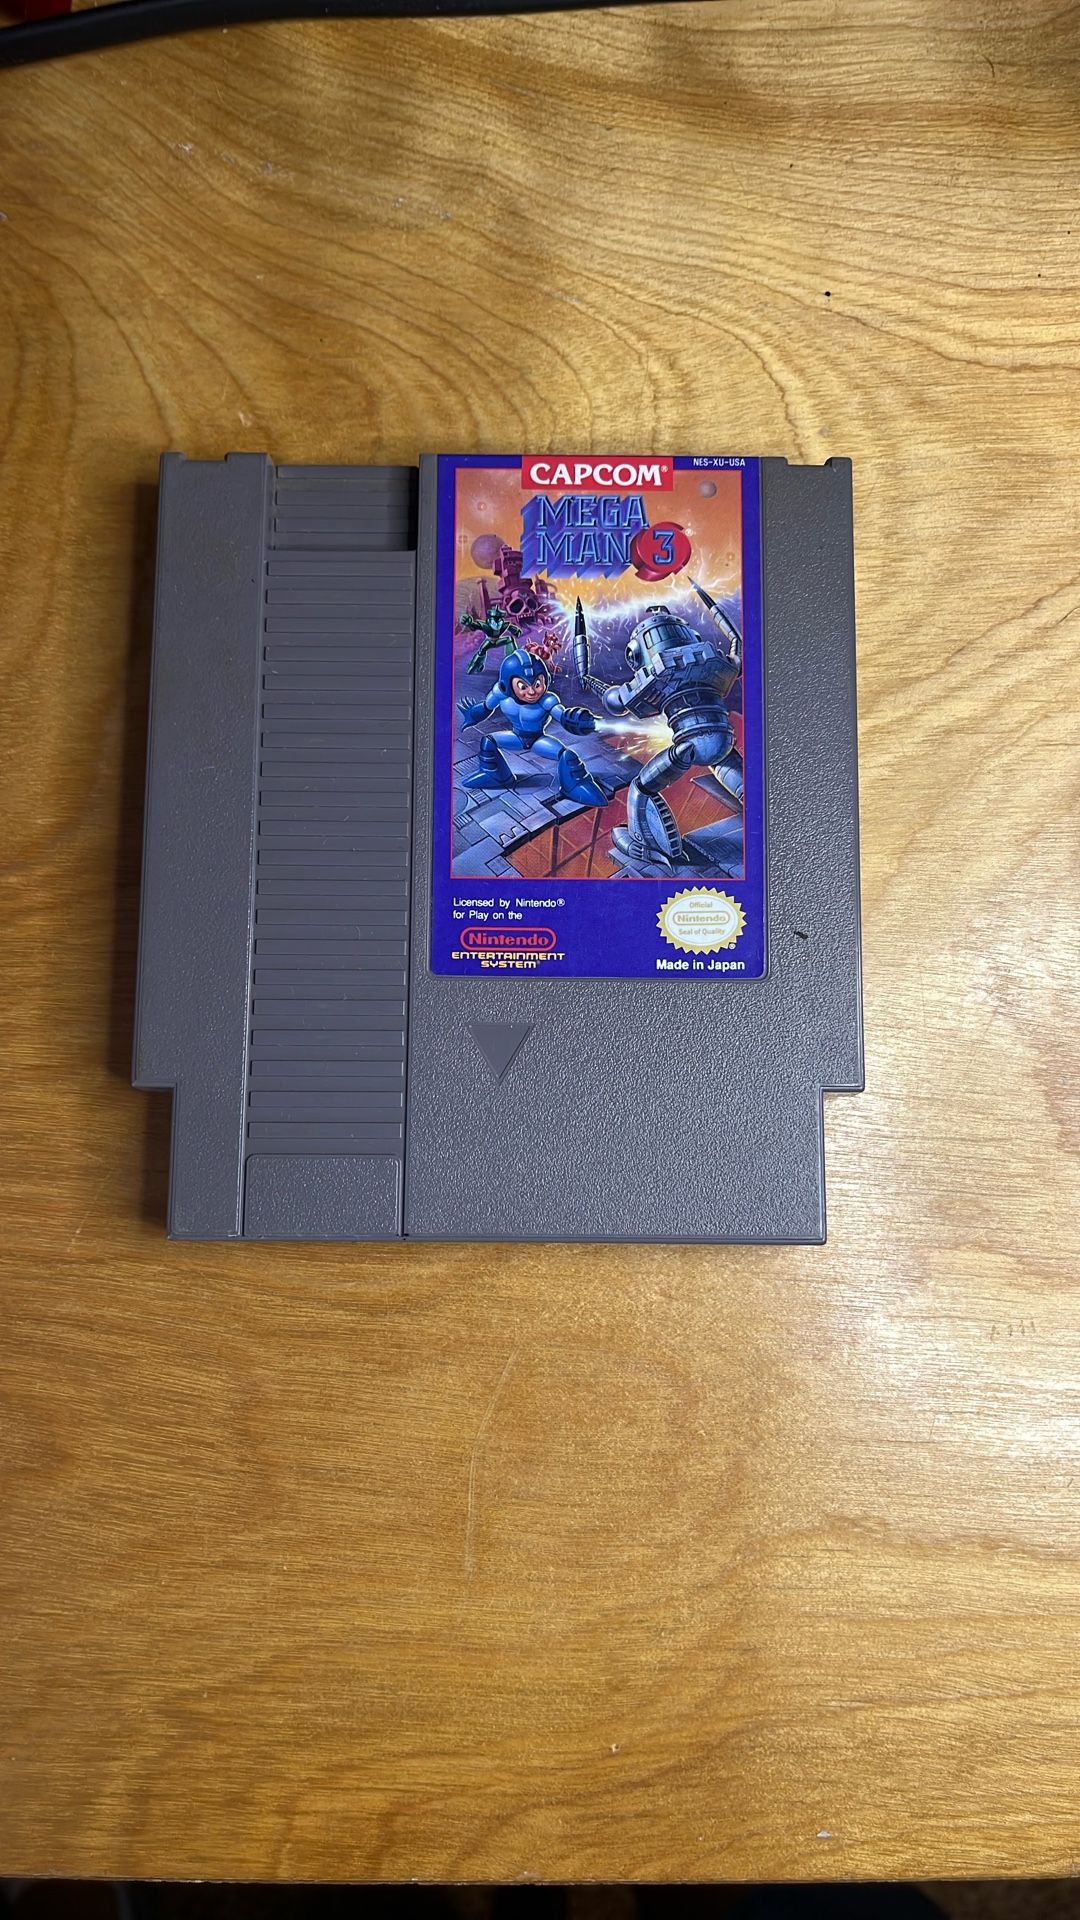 CAPCOM®
NES-XU-USA
MEGA
MAN 3®
Licensed by Nintendo®
for Play on the
Nintendo
ENTERTAINMENT
SYSTEM®
Official
Nintendo
Seal of Quality
®
Made in Japan